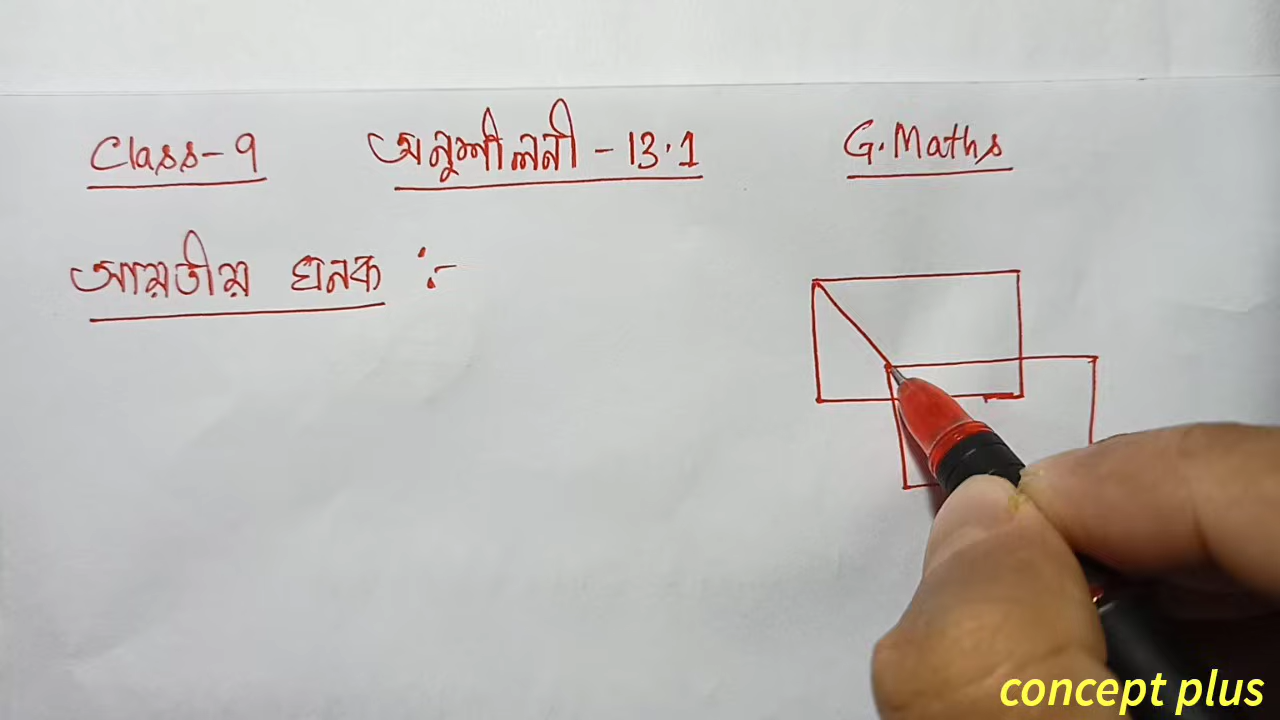 Class-9 অনুশীলনী - 13.1 G. Maths
আয়তীয় ঘনক :-
concept plus